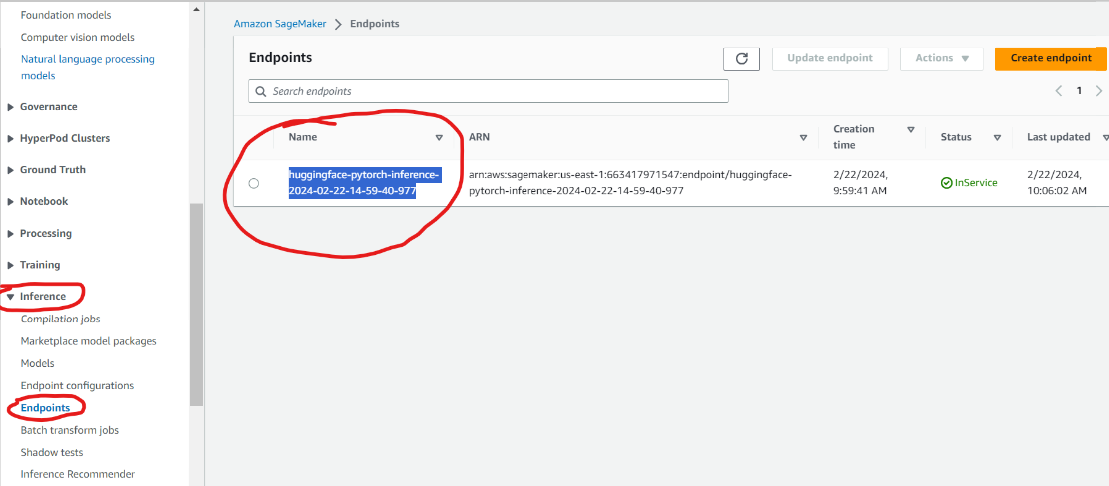 Foundation models
Computer vision models
Natural language processing
models
Governance
HyperPod Clusters
Ground Truth
Notebook
Processing
Training
Inference
Compilation jobs
Marketplace model packages
Models
Endpoint configurations
Endpoints
Batch transform jobs
Shadow tests
Inference Recommender
Amazon SageMaker > Endpoints
Endpoints
Update endpoint
Actions
Create endpoint
Search endpoints
1
Name
ARN
Creation
time
Status
Last updated
huggingface-pytorch-inference-
2024-02-22-14-59-40-977
arn:aws:sagemaker:us-east-1:663417971547:endpoint/huggingface-
pytorch-inference-2024-02-22-14-59-40-977
2/22/2024,
9:59:41 AM
InService
2/22/2024,
10:06:02 AM